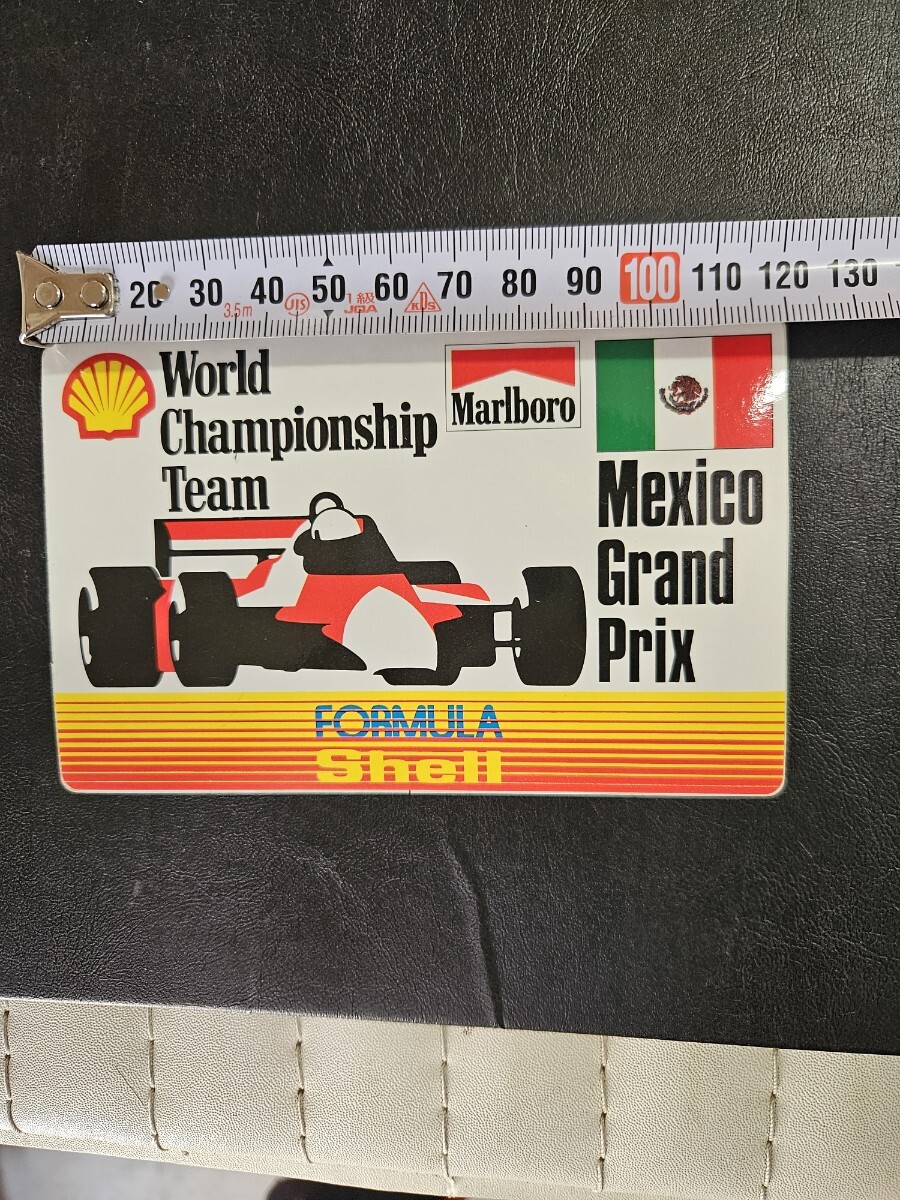 20 30 40 50 60 70 80 90 100 110 120 130
3.5m JIS 1級 JQA KDS
World
Championship
Team
Marlboro
Mexico
Grand
Prix
FORMULA
Shell